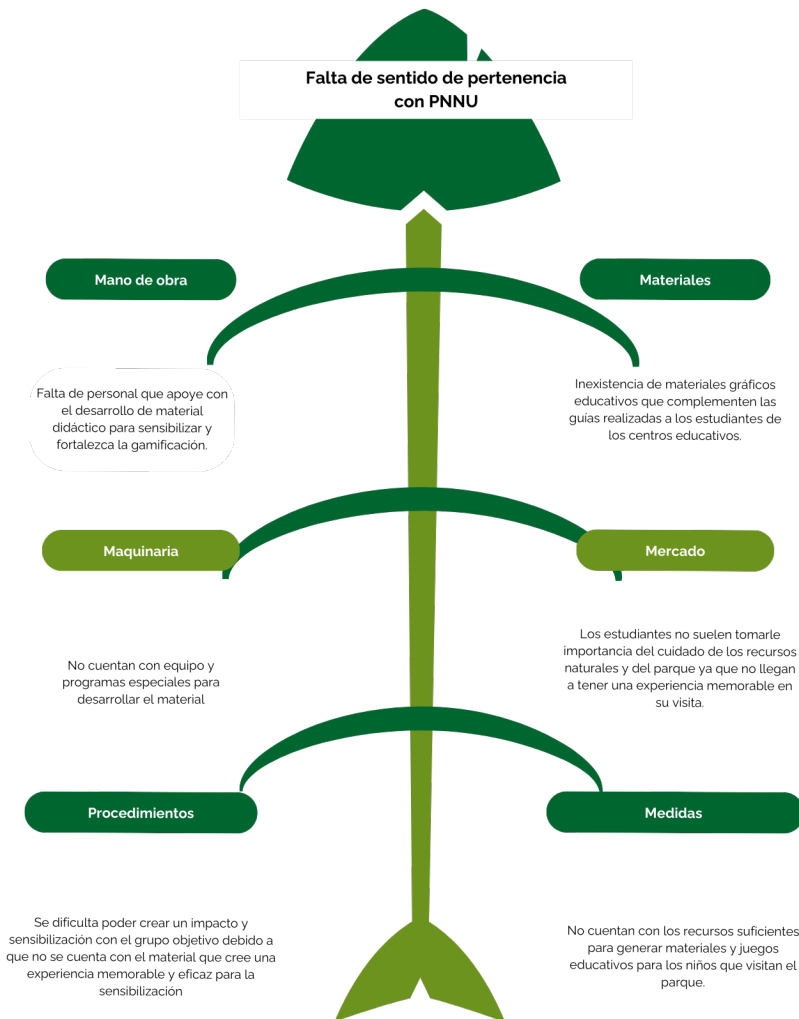 Falta de sentido de pertenencia
con PNNU
Mano de obra
Materiales
Falta de personal que apoye con
el desarrollo de material
didáctico para sensibilizar y
fortalezca la gamificación.
Inexistencia de materiales gráficos
educativos que complementen las
guías realizadas a los estudiantes de
los centros educativos.
Maquinaria
Mercado
No cuentan con equipo y
programas especiales para
desarrollar el material
Los estudiantes no suelen tomarle
importancia del cuidado de los recursos
naturales y del parque ya que no llegan
a tener una experiencia memorable en
su visita.
Procedimientos
Medidas
Se dificulta poder crear un impacto y
sensibilización con el grupo objetivo debido a
que no se cuenta con el material que cree una
experiencia memorable y eficaz para la
sensibilización
No cuentan con los recursos suficientes
para generar materiales y juegos
educativos para los niños que visitan el
parque.